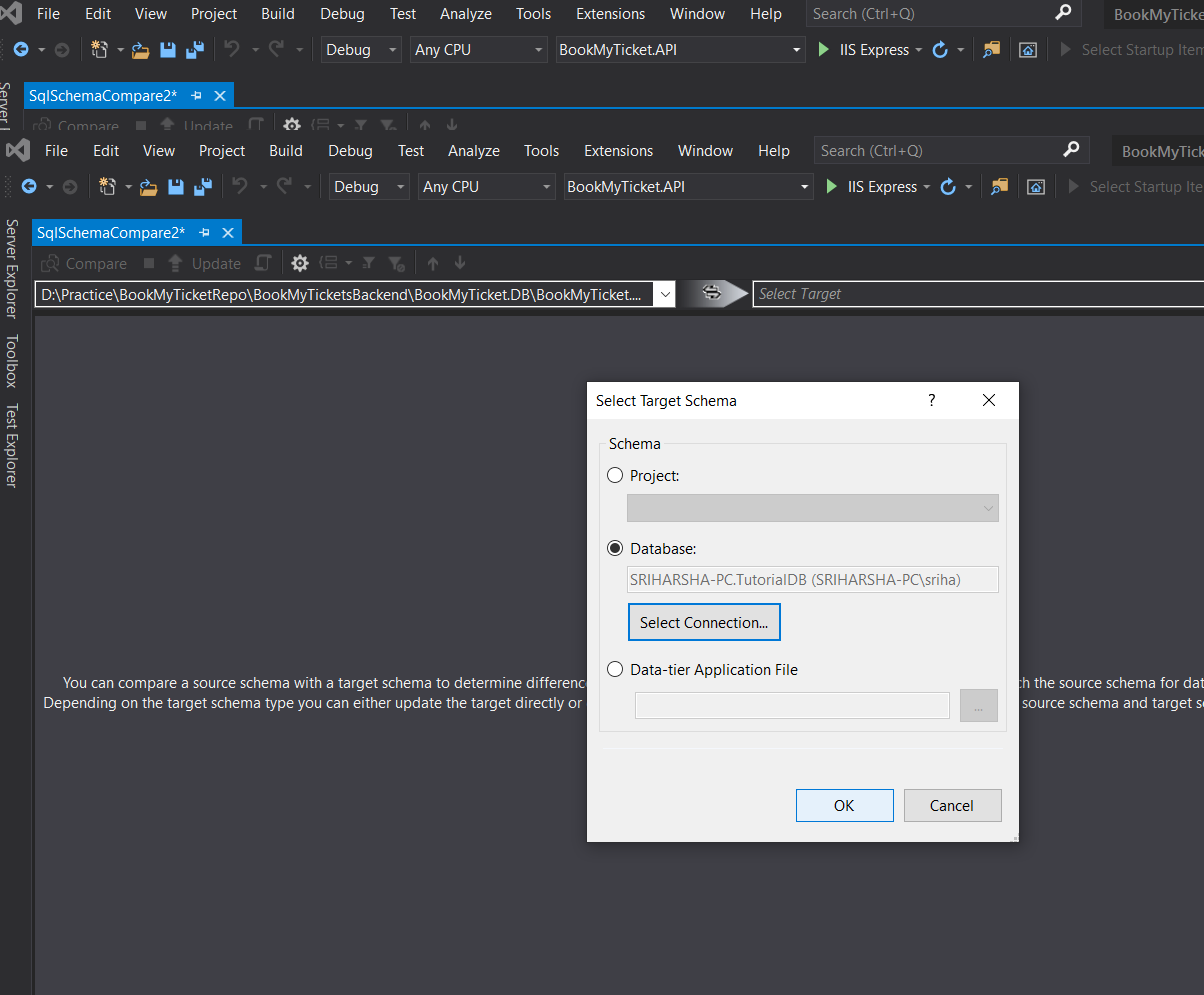 File Edit View Project Build Debug Test Analyze Tools Extensions Window Help Search (Ctrl+Q) BookMyTicke
Debug Any CPU BookMyTicket.API IIS Express Select Startup Item
SqlSchemaCompare2*
Compare Update
File Edit View Project Build Debug Test Analyze Tools Extensions Window Help Search (Ctrl+Q) BookMyTick
Debug Any CPU BookMyTicket.API IIS Express Select Startup Ite
SqlSchemaCompare2*
Compare Update
Server Explorer
Toolbox
Test Explorer
D:\Practice\BookMyTicketRepo\BookMyTicketsBackend\BookMyTicket.DB\BookMyTicket.... Select Target
Select Target Schema ?
Schema
Project:
Database:
SRIHARSHA-PC.TutorialDB (SRIHARSHA-PC\sriha)
Select Connection...
Data-tier Application File
...
You can compare a source schema with a target schema to determine differenc ch the source schema for dat
Depending on the target schema type you can either update the target directly or source schema and target s
OK Cancel